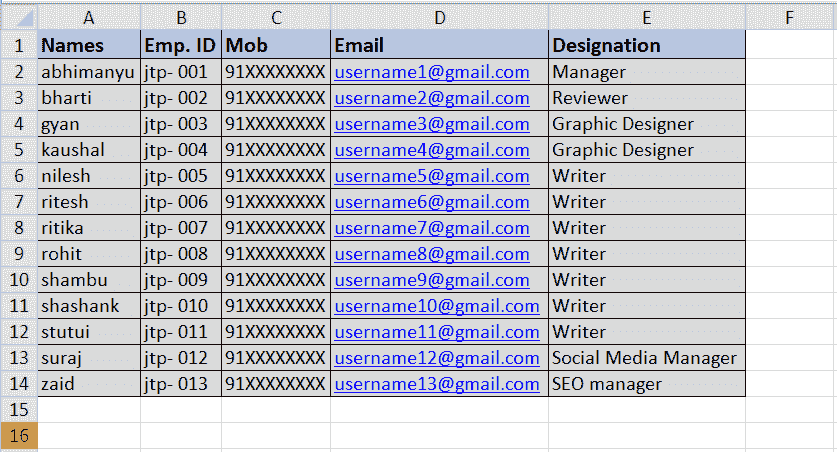 A B C D E F
1 Names Emp. ID Mob Email Designation
2 abhimanyu jtp- 001 91XXXXXXXX username1@gmail.com Manager
3 bharti jtp- 002 91XXXXXXXX username2@gmail.com Reviewer
4 gyan jtp- 003 91XXXXXXXX username3@gmail.com Graphic Designer
5 kaushal jtp- 004 91XXXXXXXX username4@gmail.com Graphic Designer
6 nilesh jtp- 005 91XXXXXXXX username5@gmail.com Writer
7 ritesh jtp- 006 91XXXXXXXX username6@gmail.com Writer
8 ritika jtp- 007 91XXXXXXXX username7@gmail.com Writer
9 rohit jtp- 008 91XXXXXXXX username8@gmail.com Writer
10 shambu jtp- 009 91XXXXXXXX username9@gmail.com Writer
11 shashank jtp- 010 91XXXXXXXX username10@gmail.com Writer
12 stutui jtp- 011 91XXXXXXXX username11@gmail.com Writer
13 suraj jtp- 012 91XXXXXXXX username12@gmail.com Social Media Manager
14 zaid jtp- 013 91XXXXXXXX username13@gmail.com SEO manager
15
16